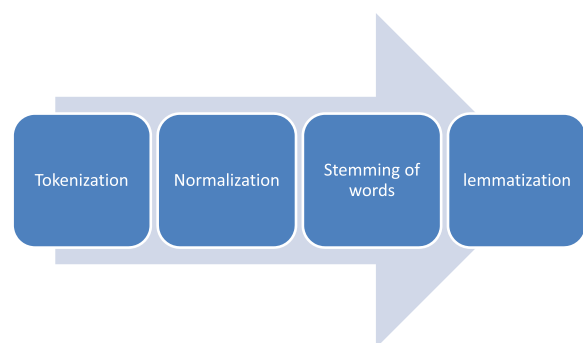 Tokenization
Normalization
Stemming of
words
lemmatization